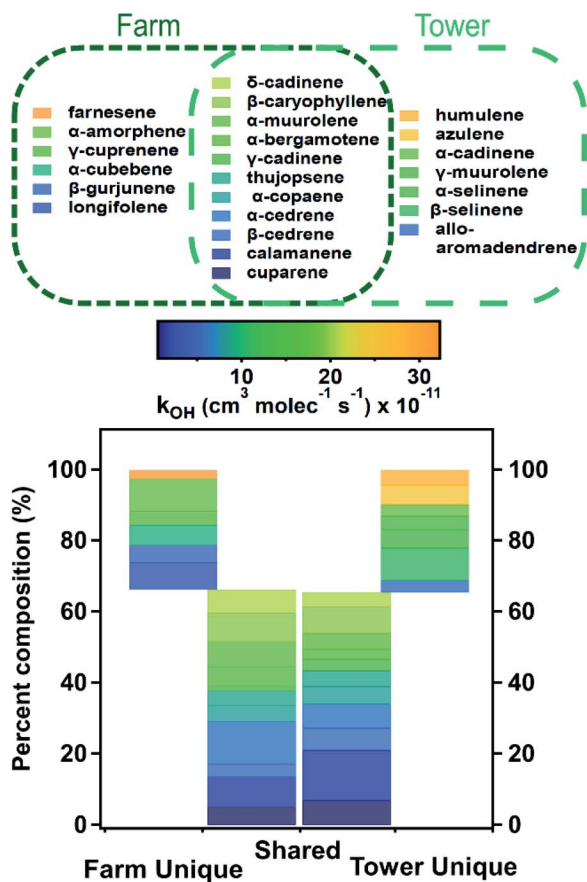 Farm
Tower
farnesene
α-amorphene
γ-cuprenene
α-cubebene
β-gurjunene
longifolene
δ-cadinene
β-caryophyllene
α-muurolene
α-bergamotene
γ-cadinene
thujopsene
α-copaene
α-cedrene
β-cedrene
calamanene
cuparene
humulene
azulene
α-cadinene
γ-muurolene
α-selinene
β-selinene
allo-
aromadendrene
10 20 30
k_OH (cm³ molec⁻¹ s⁻¹) x 10⁻¹¹
Percent composition (%)
100
80
60
40
20
0
100
80
60
40
20
0
Farm Unique
Shared
Tower Unique